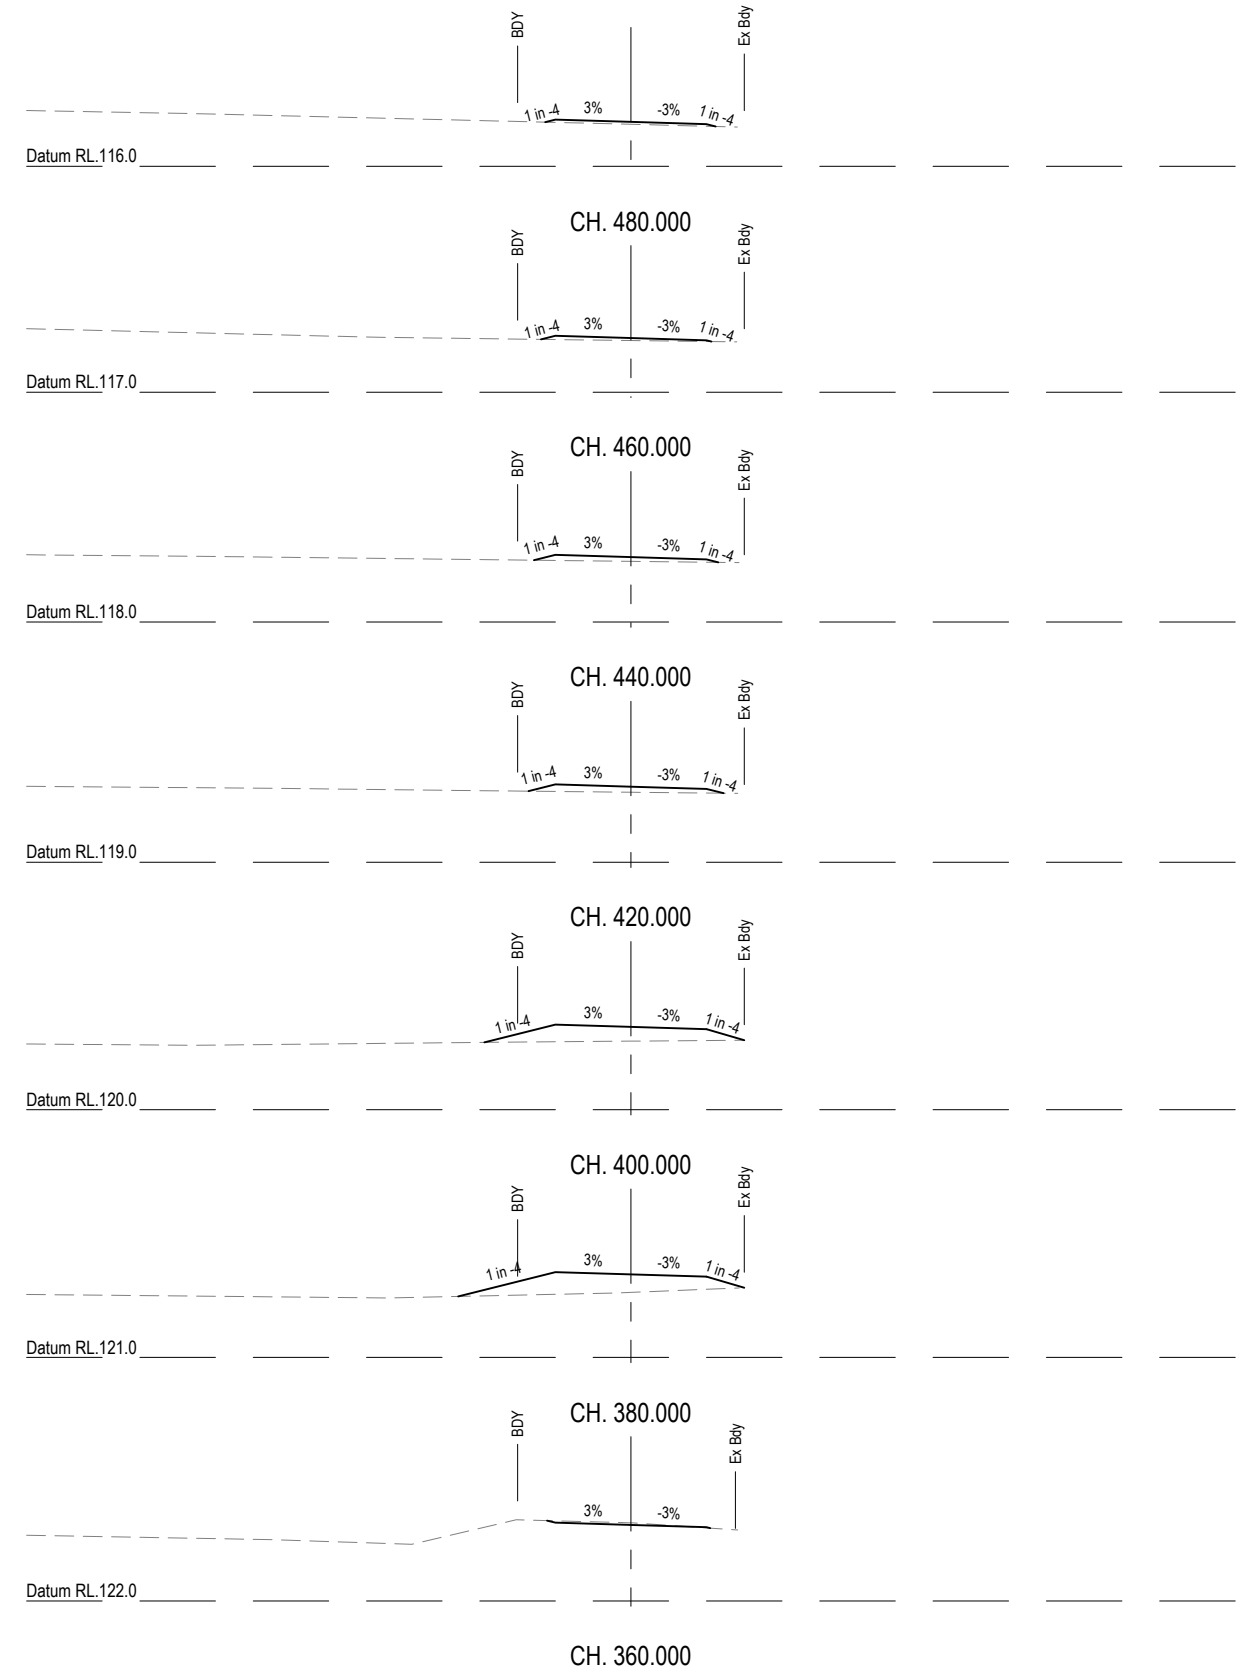 BDY
Ex Bdy
1 in -4 3% -3% 1 in -4
Datum RL.116.0
CH. 480.000
BDY
Ex Bdy
1 in -4 3% -3% 1 in -4
Datum RL.117.0
CH. 460.000
BDY
Ex Bdy
1 in -4 3% -3% 1 in -4
Datum RL.118.0
CH. 440.000
BDY
Ex Bdy
1 in -4 3% -3% 1 in -4
Datum RL.119.0
CH. 420.000
BDY
Ex Bdy
1 in -4 3% -3% 1 in -4
Datum RL.120.0
CH. 400.000
BDY
Ex Bdy
1 in -4 3% -3% 1 in -4
Datum RL.121.0
CH. 380.000
BDY
Ex Bdy
3% -3%
Datum RL.122.0
CH. 360.000